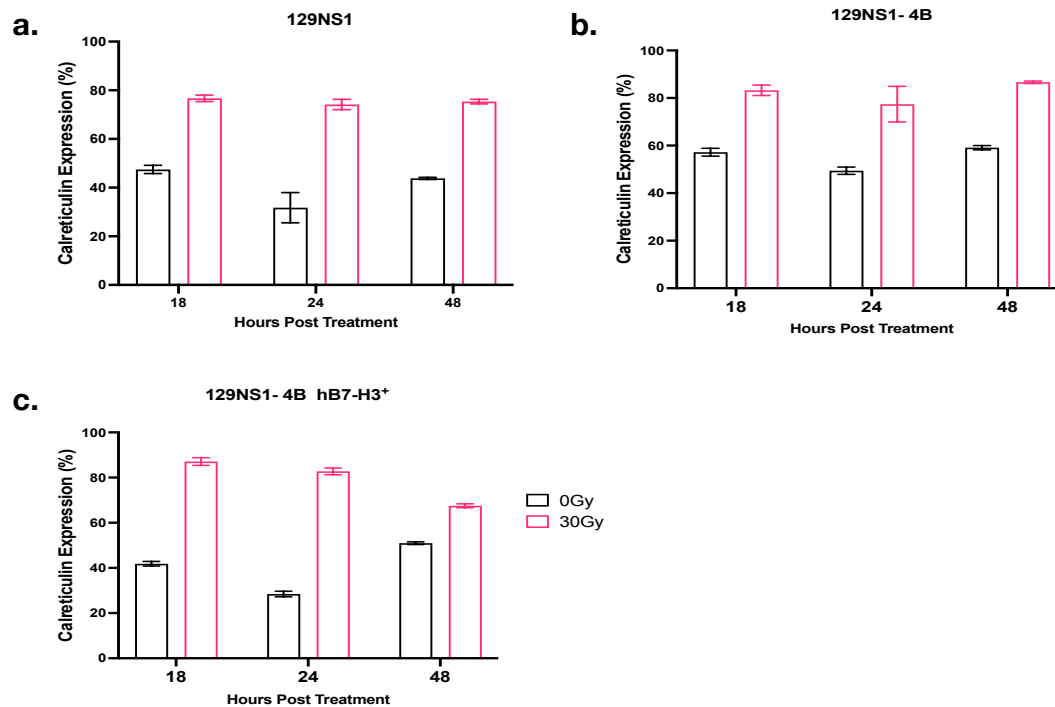 a.
129NS1
Calreticulin Expression (%)
100
80
60
40
20
0
18
24
48
Hours Post Treatment
b.
129NS1- 4B
Calreticulin Expression (%)
100
80
60
40
20
0
18
24
48
Hours Post Treatment
c.
129NS1- 4B hB7-H3⁺
Calreticulin Expression (%)
100
80
60
40
20
0
18
24
48
Hours Post Treatment
0Gy
30Gy